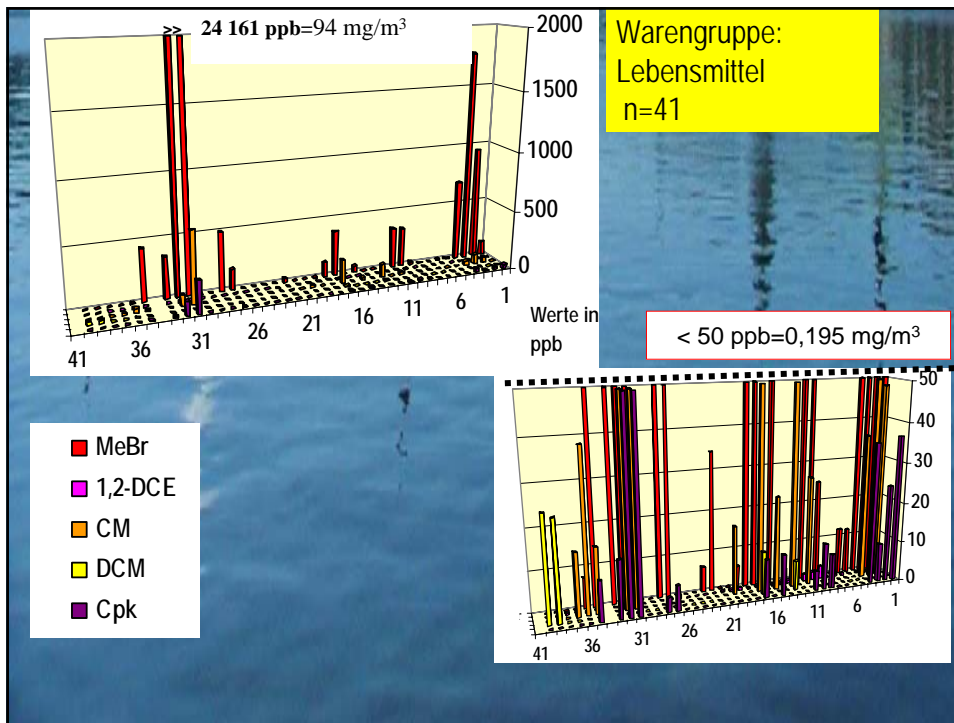 >> 24 161 ppb=94 mg/m³
2000
1500
1000
500
0
41 36 31 26 21 16 11 6 1
Werte in
ppb
Warengruppe:
Lebensmittel
n=41
< 50 ppb=0,195 mg/m³
MeBr
1,2-DCE
CM
DCM
Cpk
50
40
30
20
10
0
41 36 31 26 21 16 11 6 1